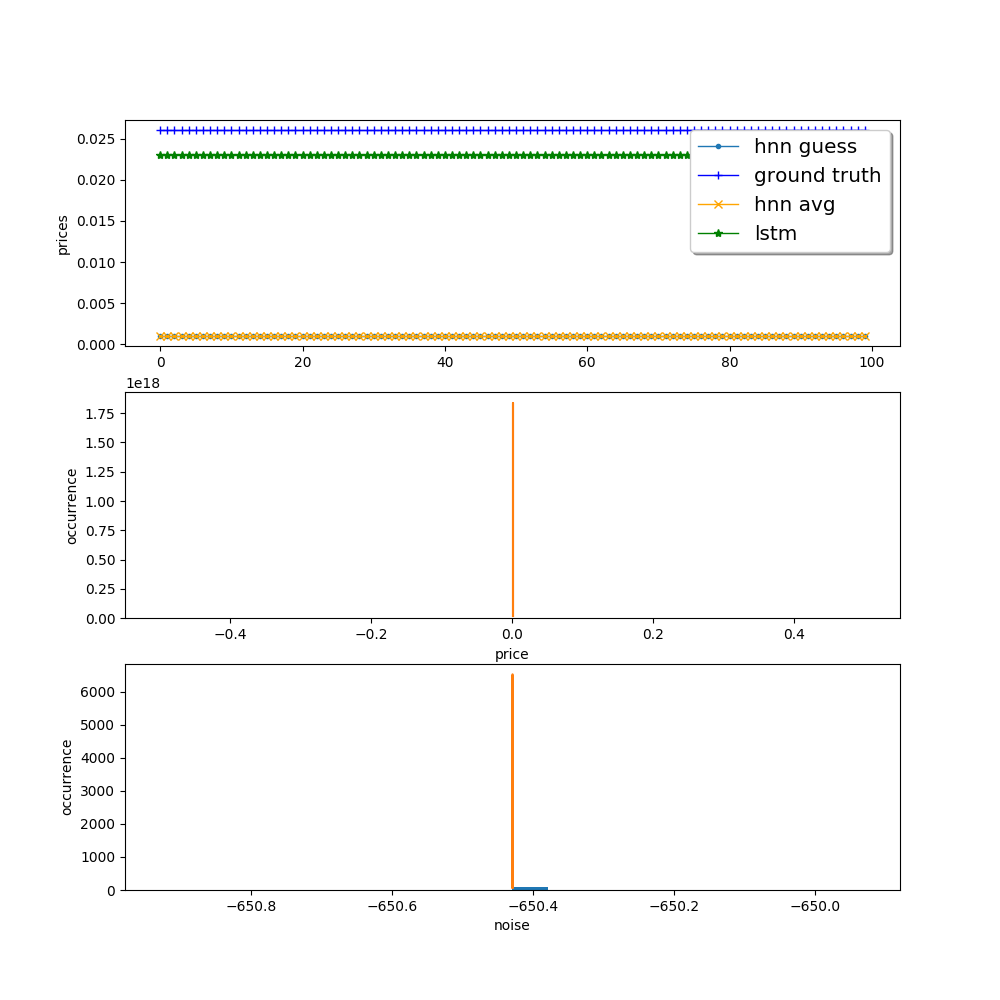 0.025
0.020
0.015
0.010
0.005
0.000
prices
hnn guess
ground truth
hnn avg
lstm
0 20 40 60 80 100
1e18
1.75
1.50
1.25
1.00
0.75
0.50
0.25
0.00
occurrence
−0.4 −0.2 0.0 0.2 0.4
price
6000
5000
4000
3000
2000
1000
0
occurrence
−650.8 −650.6 −650.4 −650.2 −650.0
noise